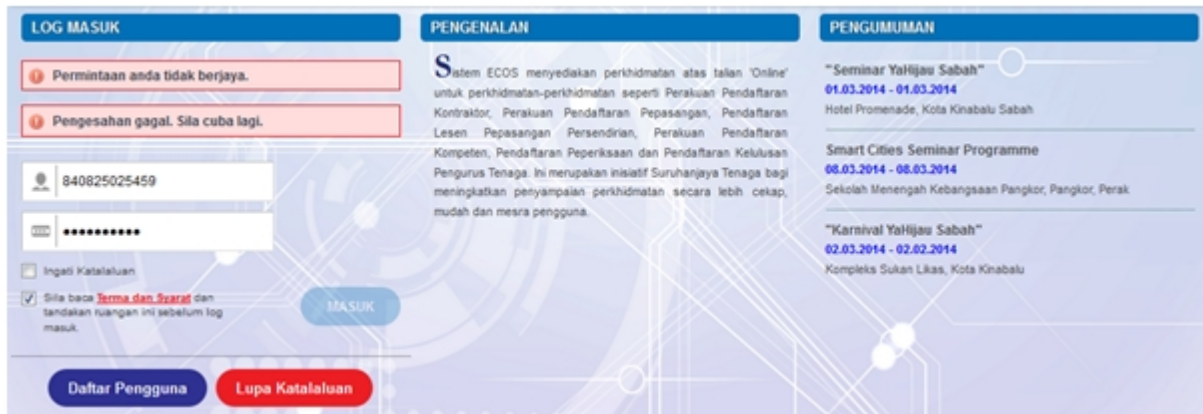 LOG MASUK
Permintaan anda tidak berjaya.
Pengesahan gagal. Sila cuba lagi.
840825025459
••••••••••
Ingati Katalaluan
Sila baca Terma dan Syarat dan
tandakan ruangan ini sebelum log
masuk.
MASUK
Daftar Pengguna
Lupa Katalaluan
PENGENALAN
Sistem ECOS menyediakan perkhidmatan atas talian 'Online'
untuk perkhidmatan-perkhidmatan seperti Perakuan Pendaftaran
Kontraktor, Perakuan Pendaftaran Pepasangan, Pendaftaran
Lesen Pepasangan Persendirian, Perakuan Pendaftaran
Kompeten, Pendaftaran Peperiksaan dan Pendaftaran Kelulusan
Pengurus Tenaga. Ini merupakan inisiatif Suruhanjaya Tenaga bagi
meningkatkan penyampaian perkhidmatan secara lebih cekap,
mudah dan mesra pengguna.
PENGUMUMAN
"Seminar YaHijau Sabah"
01.03.2014 - 01.03.2014
Hotel Promenade, Kota Kinabalu Sabah
Smart Cities Seminar Programme
08.03.2014 - 08.03.2014
Sekolah Menengah Kebangsaan Pangkor, Pangkor, Perak
"Karnival YaHijau Sabah"
02.03.2014 - 02.02.2014
Kompleks Sukan Likas, Kota Kinabalu